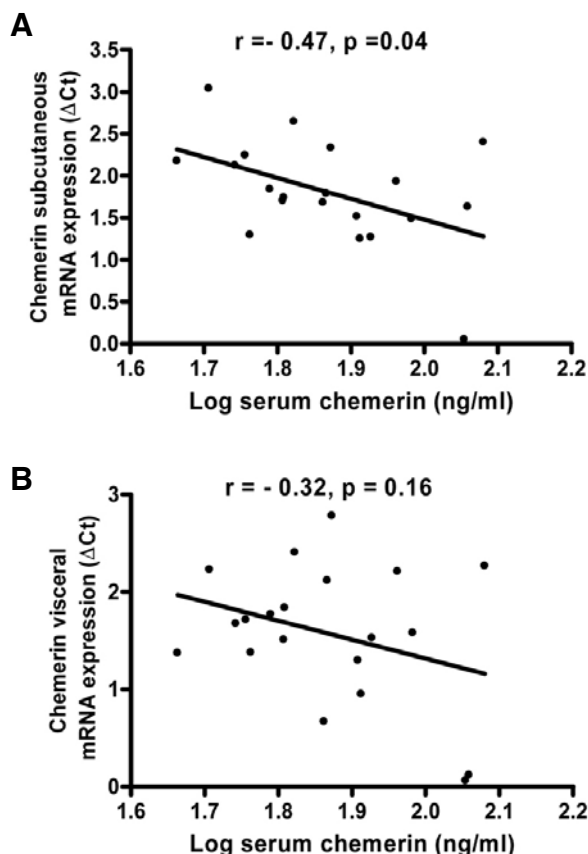 A
r =- 0.47, p =0.04
Chemerin subcutaneous
mRNA expression (ΔCt)
3.5
3.0
2.5
2.0
1.5
1.0
0.5
0.0
1.6 1.7 1.8 1.9 2.0 2.1 2.2
Log serum chemerin (ng/ml)
B
r = - 0.32, p = 0.16
Chemerin visceral
mRNA expression (ΔCt)
3
2
1
0
1.6 1.7 1.8 1.9 2.0 2.1 2.2
Log serum chemerin (ng/ml)